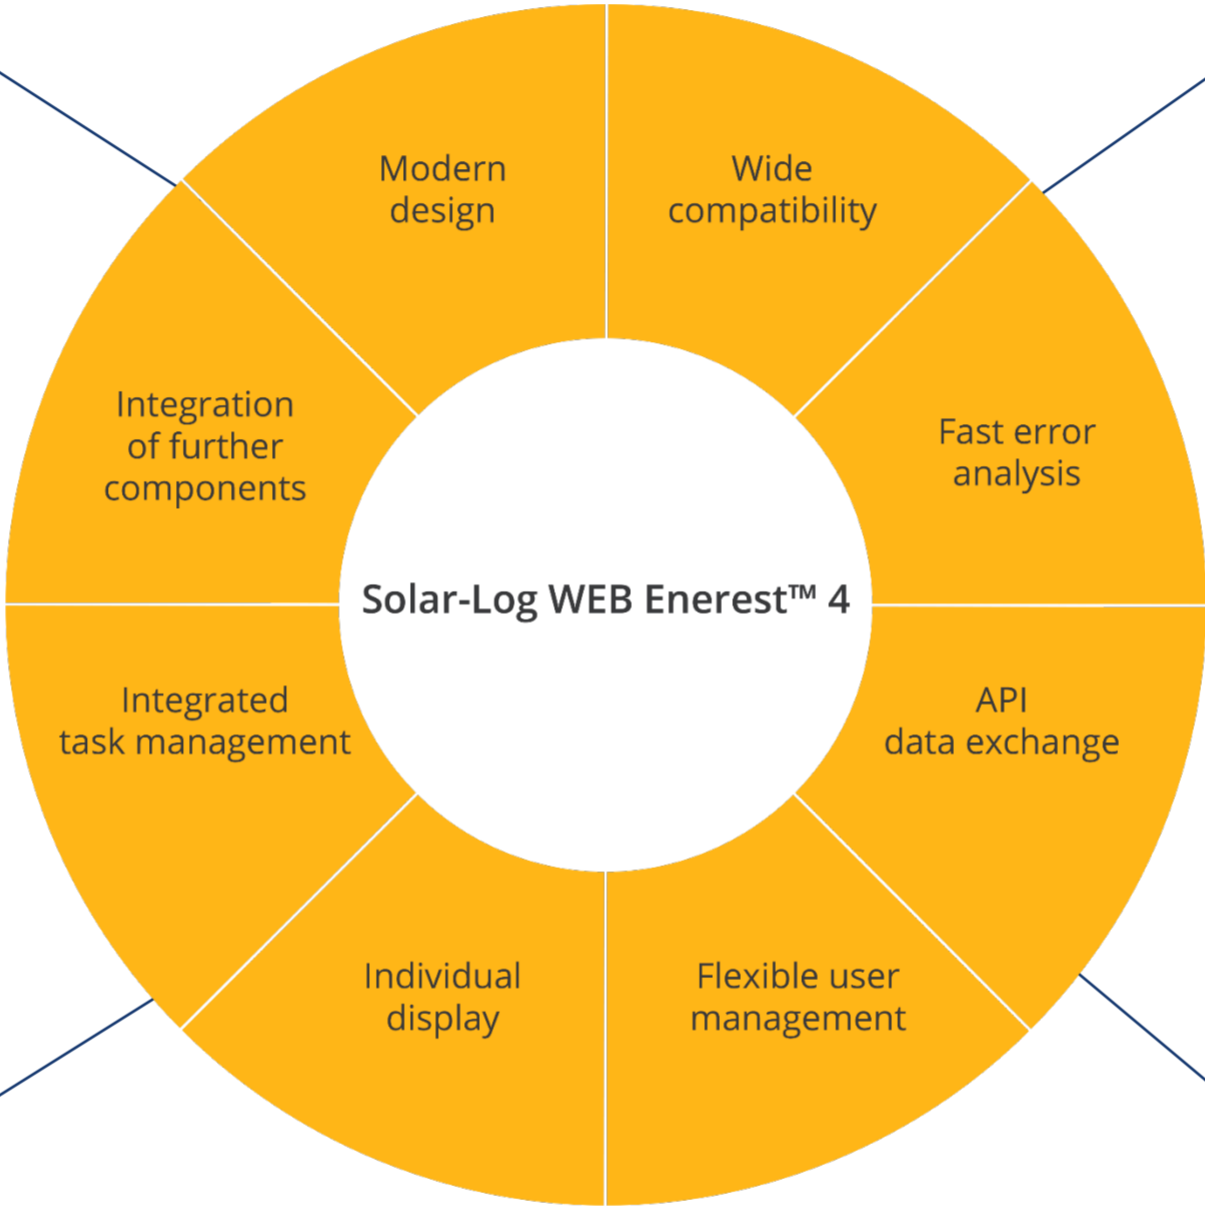 Modern
design
Wide
compatibility
Integration
of further
components
Fast error
analysis
Solar-Log WEB Enerest™ 4
Integrated
task management
API
data exchange
Individual
display
Flexible user
management